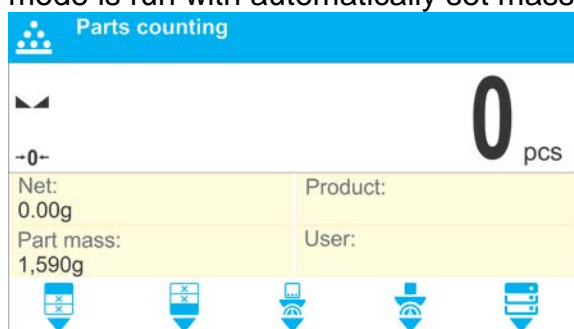 mode is run with automatically set mass
Parts counting
0 pcs
→0←
Net:
0.00g
Product:
Part mass:
1,590g
User: